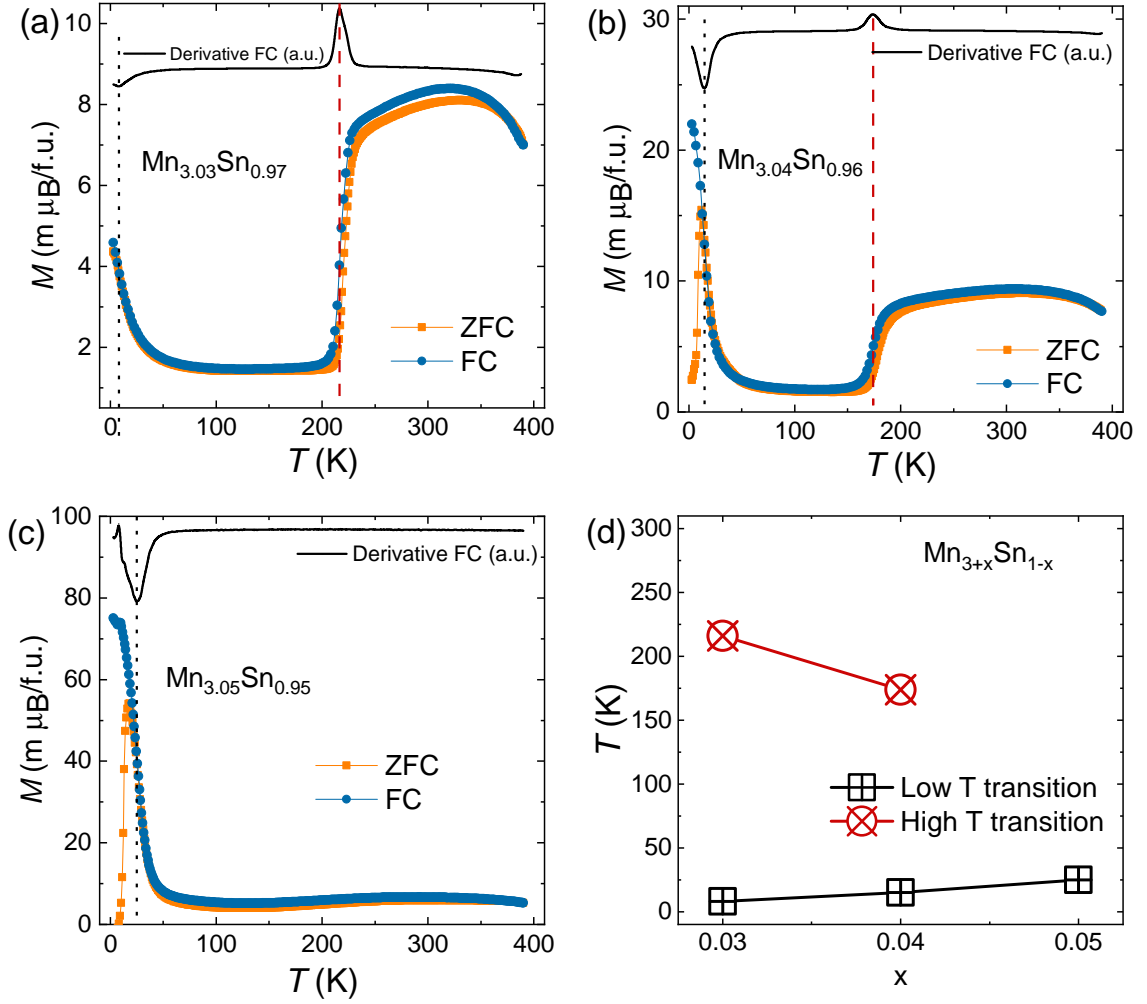 (a)
10
8
6
4
2
M (m μB/f.u.)
Derivative FC (a.u.)
Mn3.03Sn0.97
ZFC
FC
0 100 200 300 400
T (K)
(b)
30
20
10
0
M (m μB/f.u.)
Derivative FC (a.u.)
Mn3.04Sn0.96
ZFC
FC
0 100 200 300 400
T (K)
(c)
100
80
60
40
20
0
M (m μB/f.u.)
Derivative FC (a.u.)
Mn3.05Sn0.95
ZFC
FC
0 100 200 300 400
T (K)
(d)
300
250
200
150
100
50
0
T (K)
Mn3+xSn1-x
Low T transition
High T transition
0.03 0.04 0.05
x